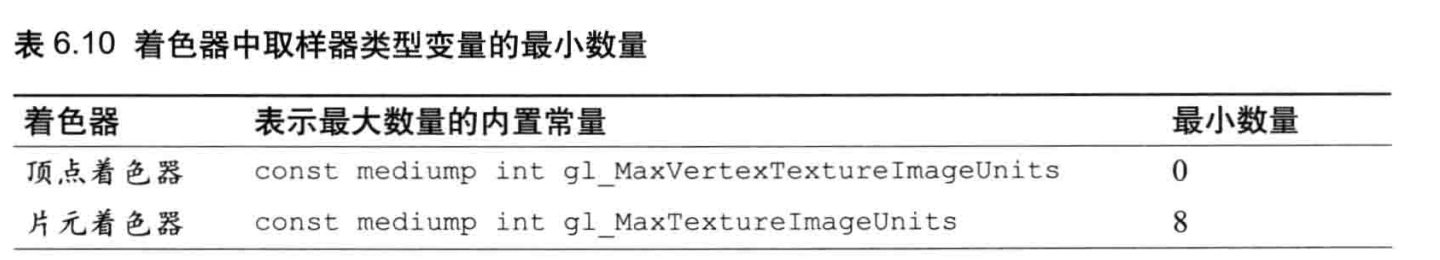 表 6.10 着色器中取样器类型变量的最小数量
着色器 表示最大数量的内置常量 最小数量
顶点着色器 const mediump int gl_MaxVertexTextureImageUnits 0
片元着色器 const mediump int gl_MaxTextureImageUnits 8